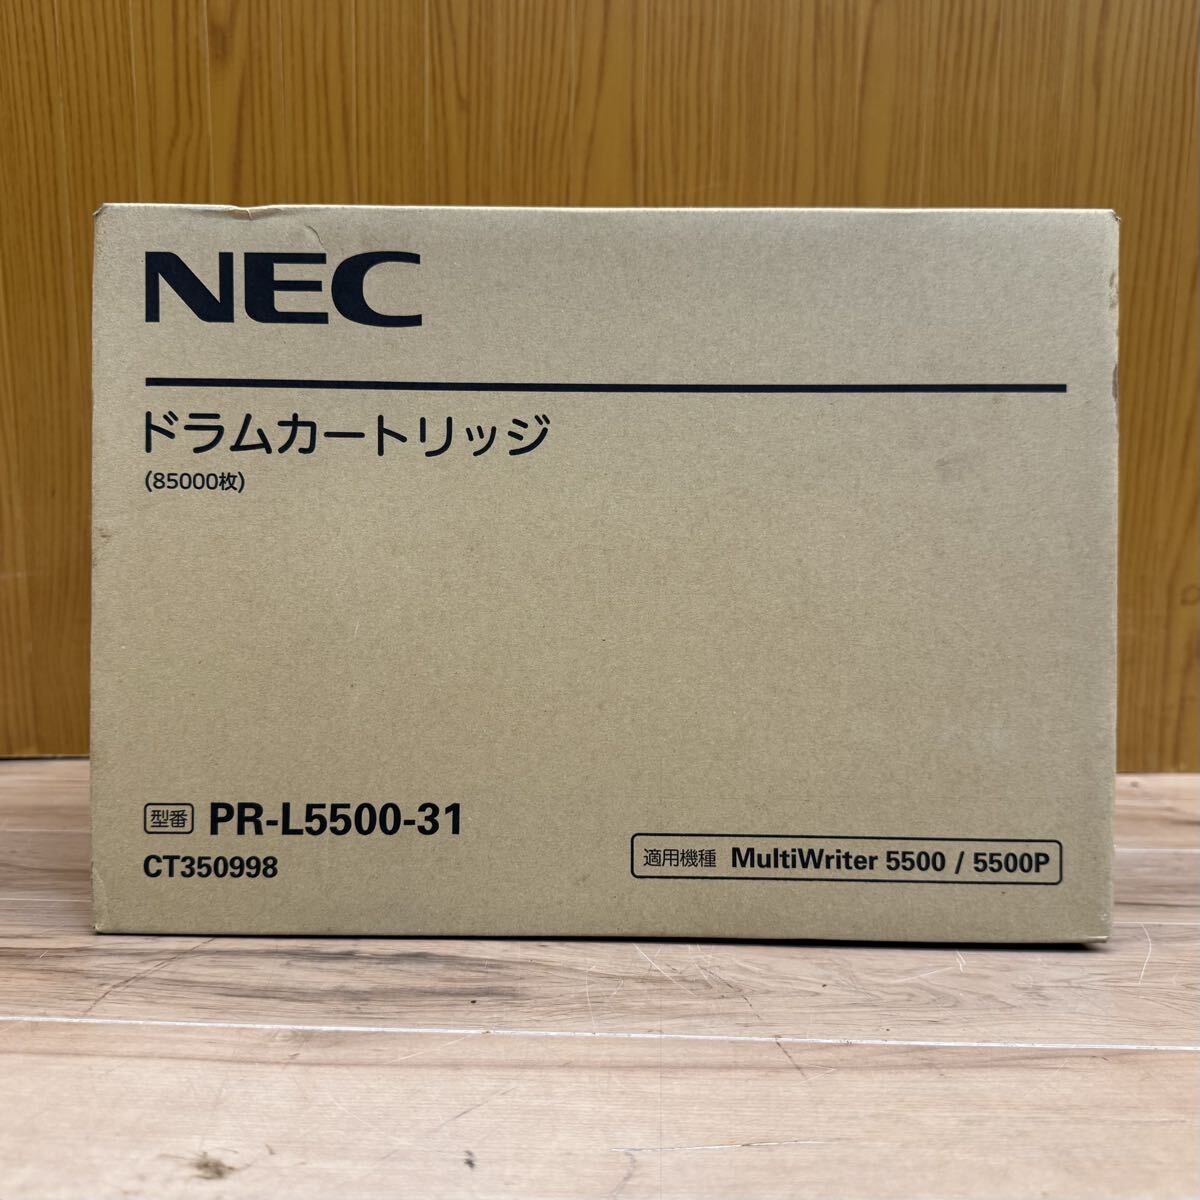 NEC
ドラムカートリッジ
(85000枚)
型番 PR-L5500-31
CT350998
適用機種 MultiWriter 5500 / 5500P